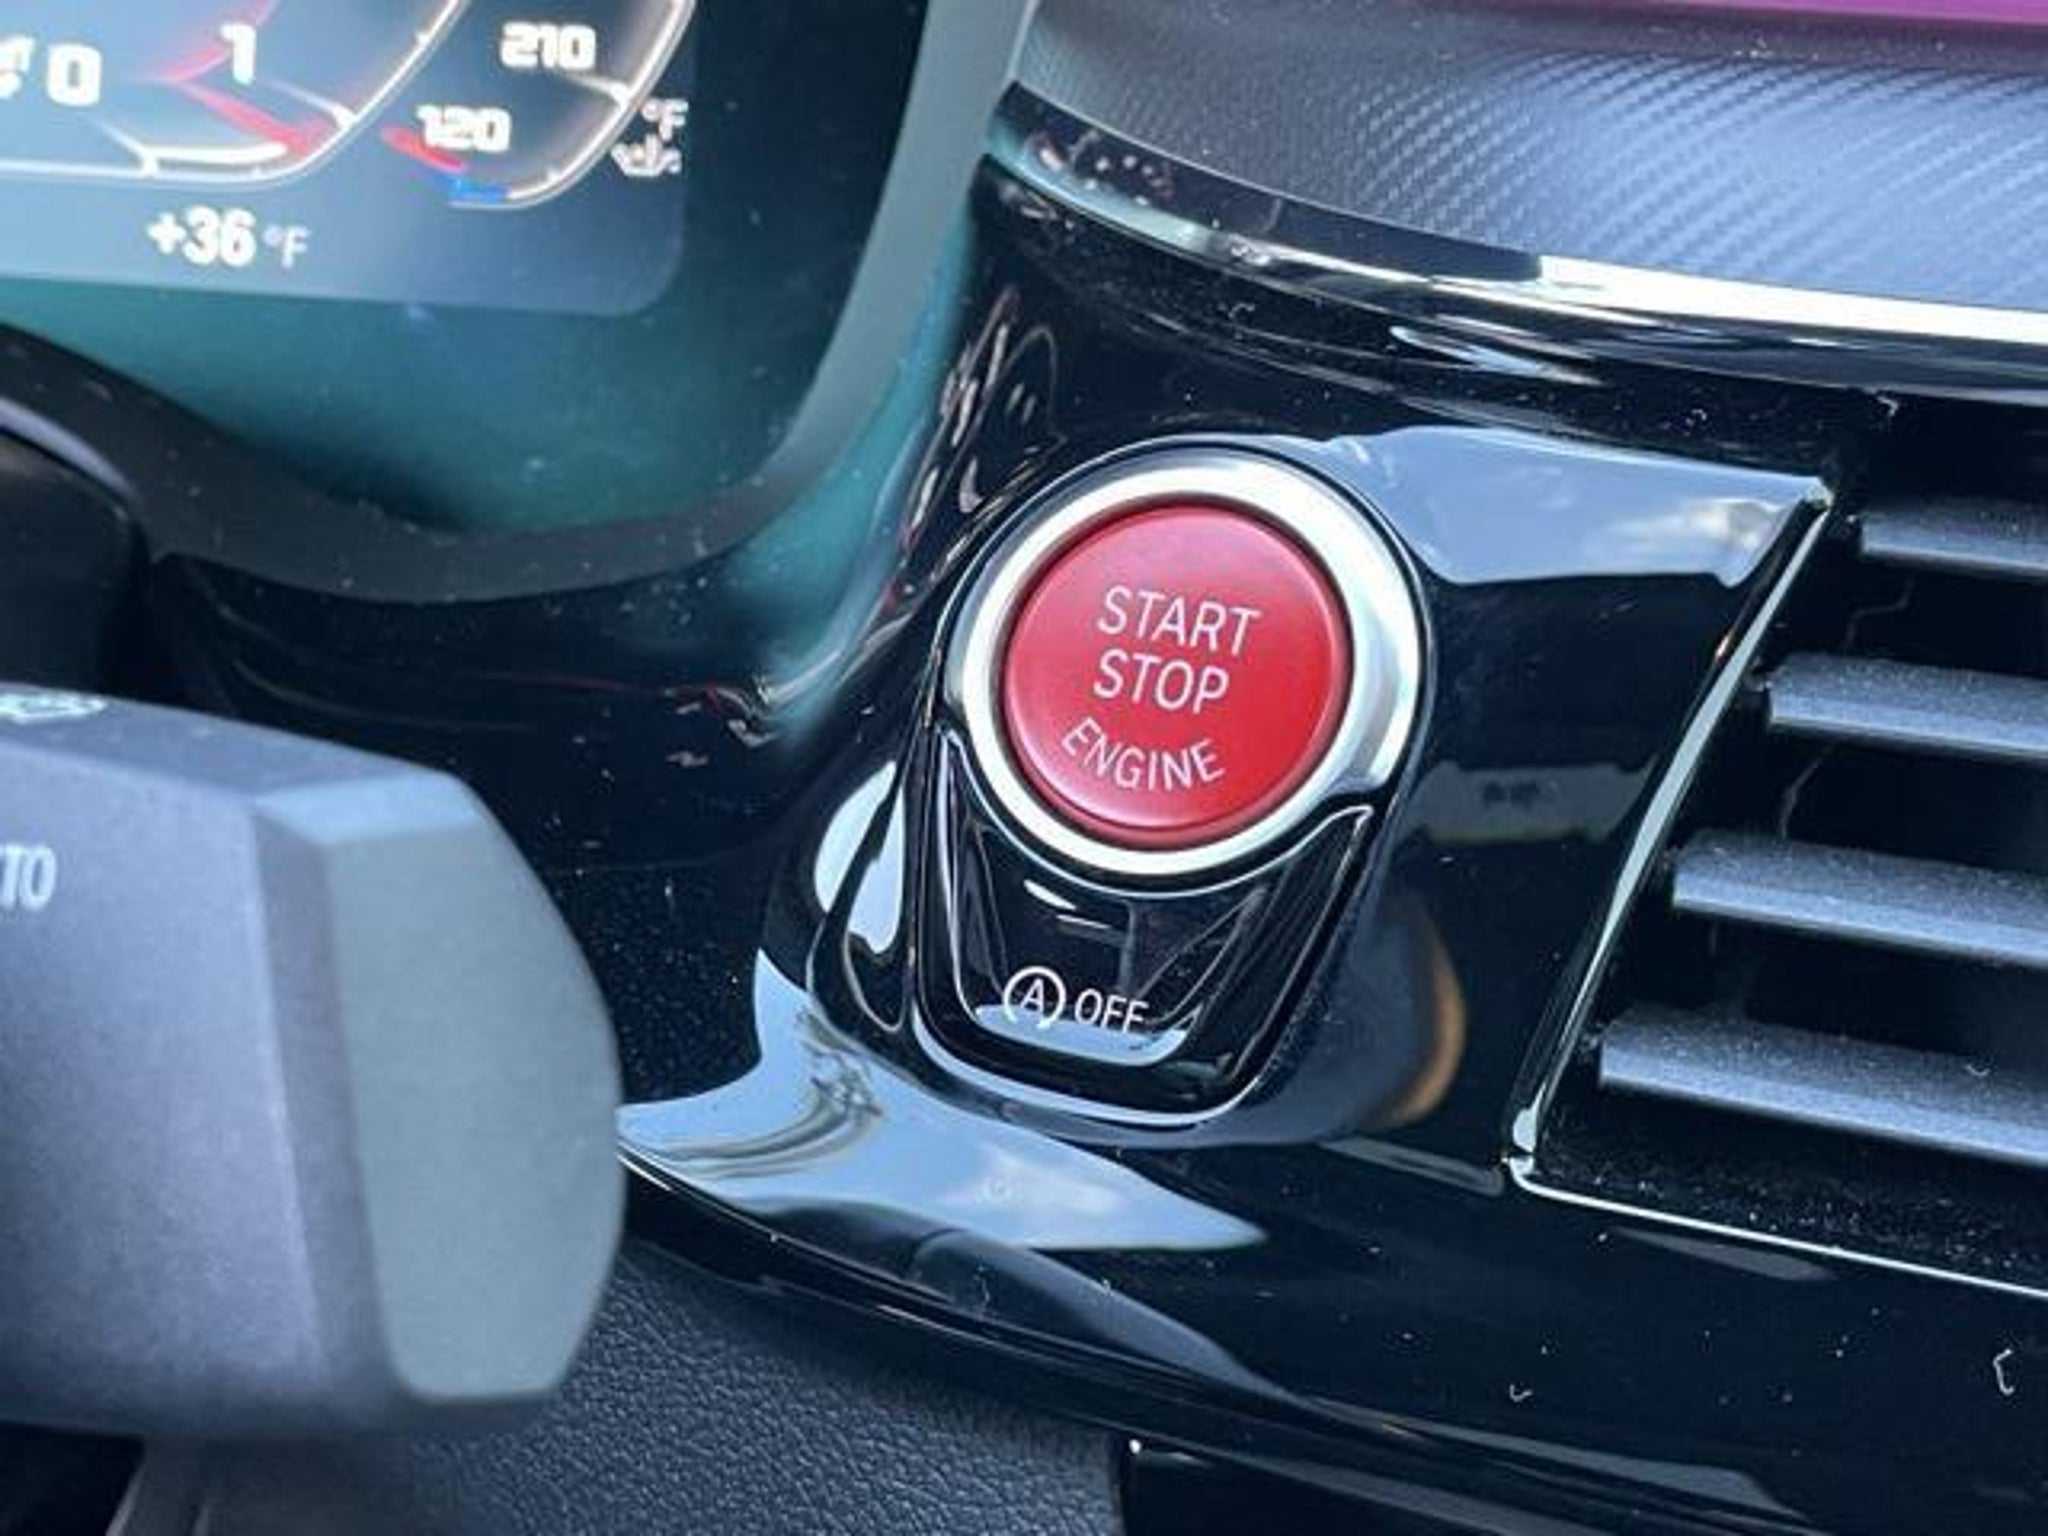 0
1
210
120
°F
+36 °F
START
STOP
ENGINE
TO
(A) OFF